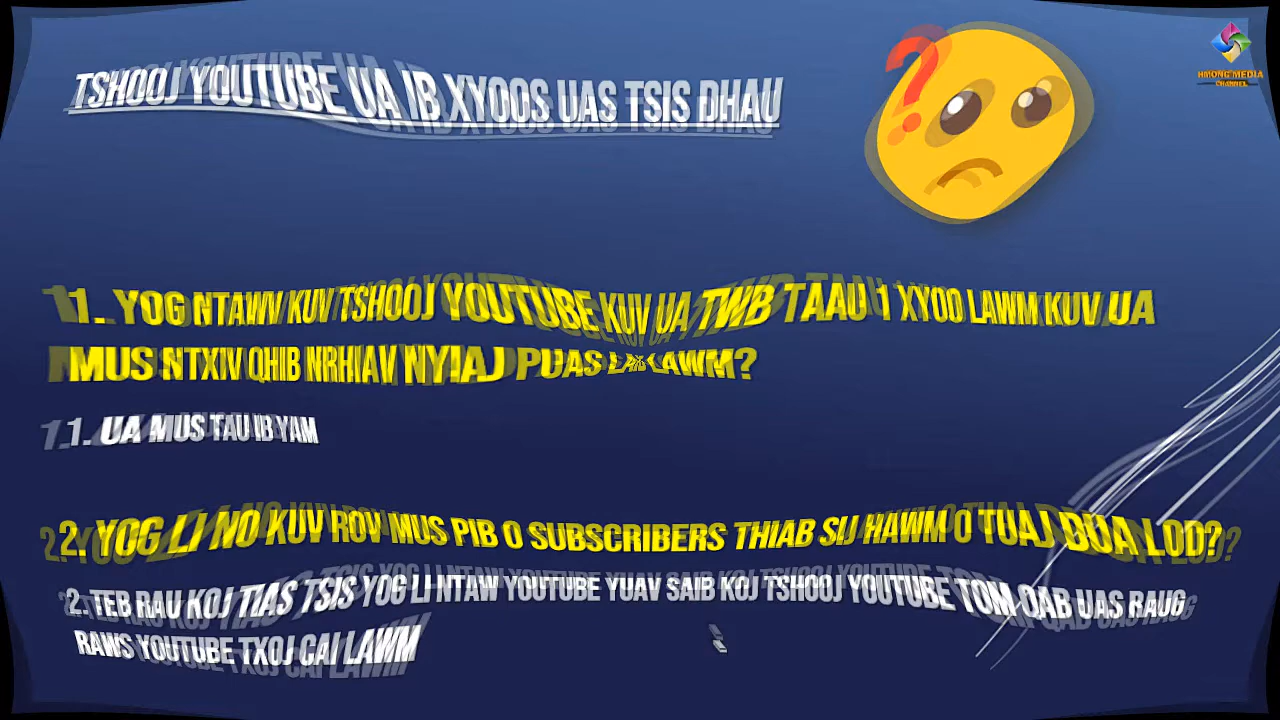 TSHOOJ YOUTUBE UA IB XYOOS UAS TSIS DHAU
?
HMONG MEDIA
CHANNEL
1. YOG NTAWV KUV TSHOOJ YOUTUBE KUV UA TWB TAAU 1 XYOO LAWM KUV UA
MUS NTXIV QHIB NRHIAV NYIAJ PUAS LAWM?
1. UA MUS TAU IB YAM
2. YOG LI NO KUV ROV MUS PIB 0 SUBSCRIBERS THIAB SIJ HAWM 0 TUAJ DUA LOD?
2. TEB RAU KOJ TIAS TSIS YOG LI NTAW YOUTUBE YUAV SAIB KOJ TSHOOJ YOUTUBE TOM QAB UAS RAUG
RAWS YOUTUBE TXOJ CAI LAWM